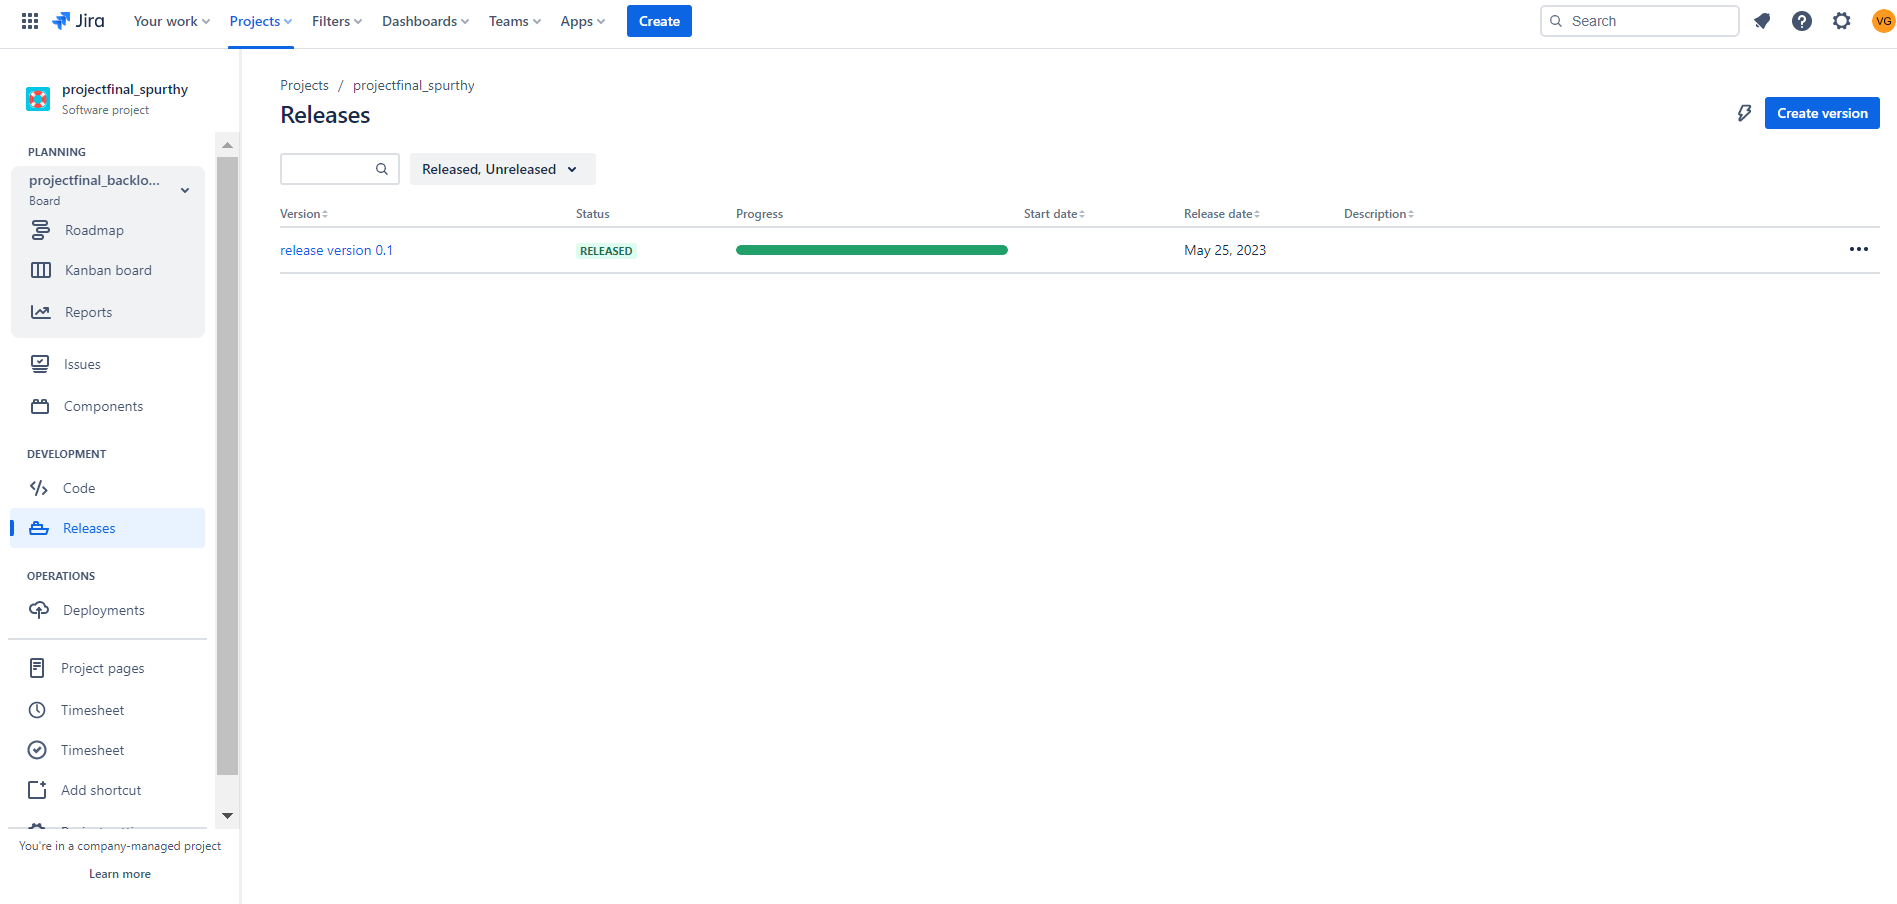 Jira Your work Projects Filters Dashboards Teams Apps Create Search VG
projectfinal_spurthy
Software project
PLANNING
projectfinal_backlo...
Board
Roadmap
Kanban board
Reports
Issues
Components
DEVELOPMENT
Code
Releases
OPERATIONS
Deployments
Project pages
Timesheet
Timesheet
Add shortcut
You're in a company-managed project
Learn more
Projects / projectfinal_spurthy
Releases
Create version
Released, Unreleased
Version Status Progress Start date Release date Description
release version 0.1 RELEASED May 25, 2023